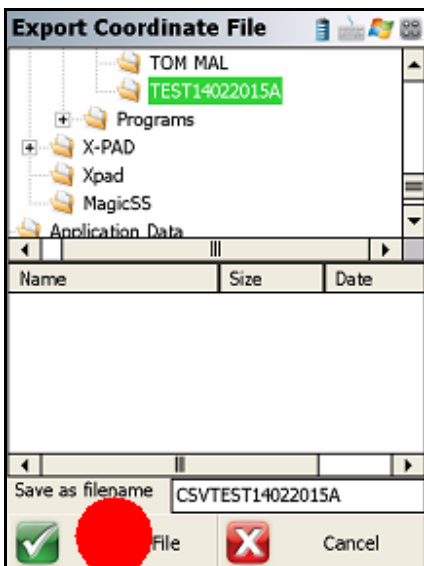 Export Coordinate File
TOM MAL
TEST14022015A
Programs
X-PAD
Xpad
MagicSS
Application Data
Name Size Date
Save as filename CSVTEST14022015A
File Cancel